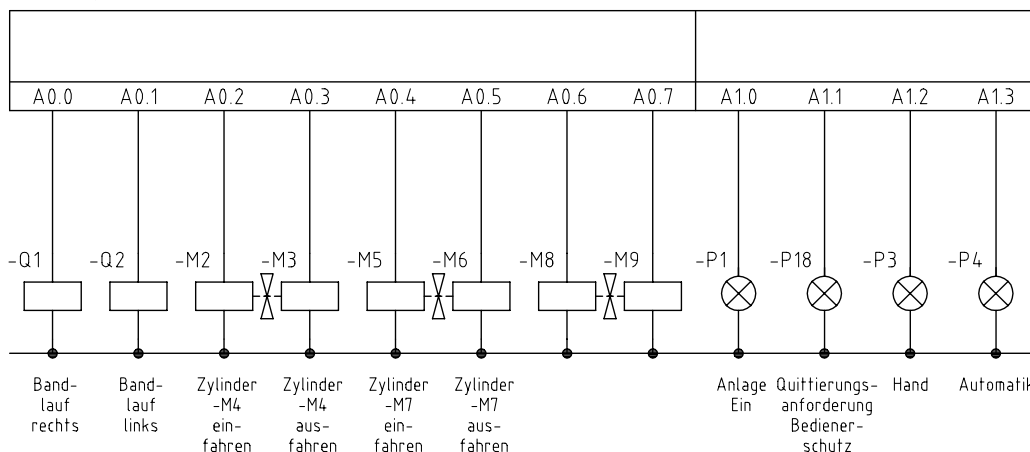 A0.0 A0.1 A0.2 A0.3 A0.4 A0.5 A0.6 A0.7 A1.0 A1.1 A1.2 A1.3
-Q1 -Q2 -M2 -M3 -M5 -M6 -M8 -M9 -P1 -P18 -P3 -P4
Band-
lauf
rechts
Band-
lauf
links
Zylinder
-M4
ein-
fahren
Zylinder
-M4
aus-
fahren
Zylinder
-M7
ein-
fahren
Zylinder
-M7
aus-
fahren
Anlage
Ein
Quittierungs-
anforderung
Bediener-
schutz
Hand
Automatik